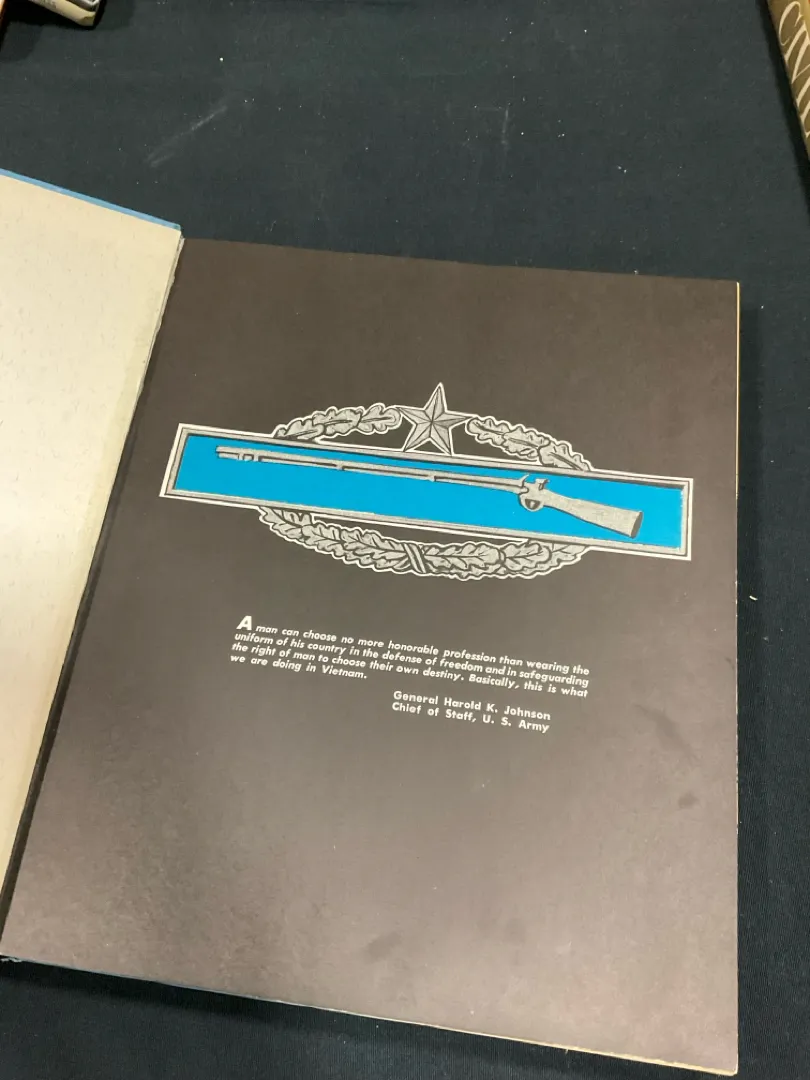 A man can choose no more honorable profession than wearing the
uniform of his country in the defense of freedom and in safeguarding
the right of man to choose their own destiny. Basically, this is what
we are doing in Vietnam.
General Harold K. Johnson
Chief of Staff, U. S. Army